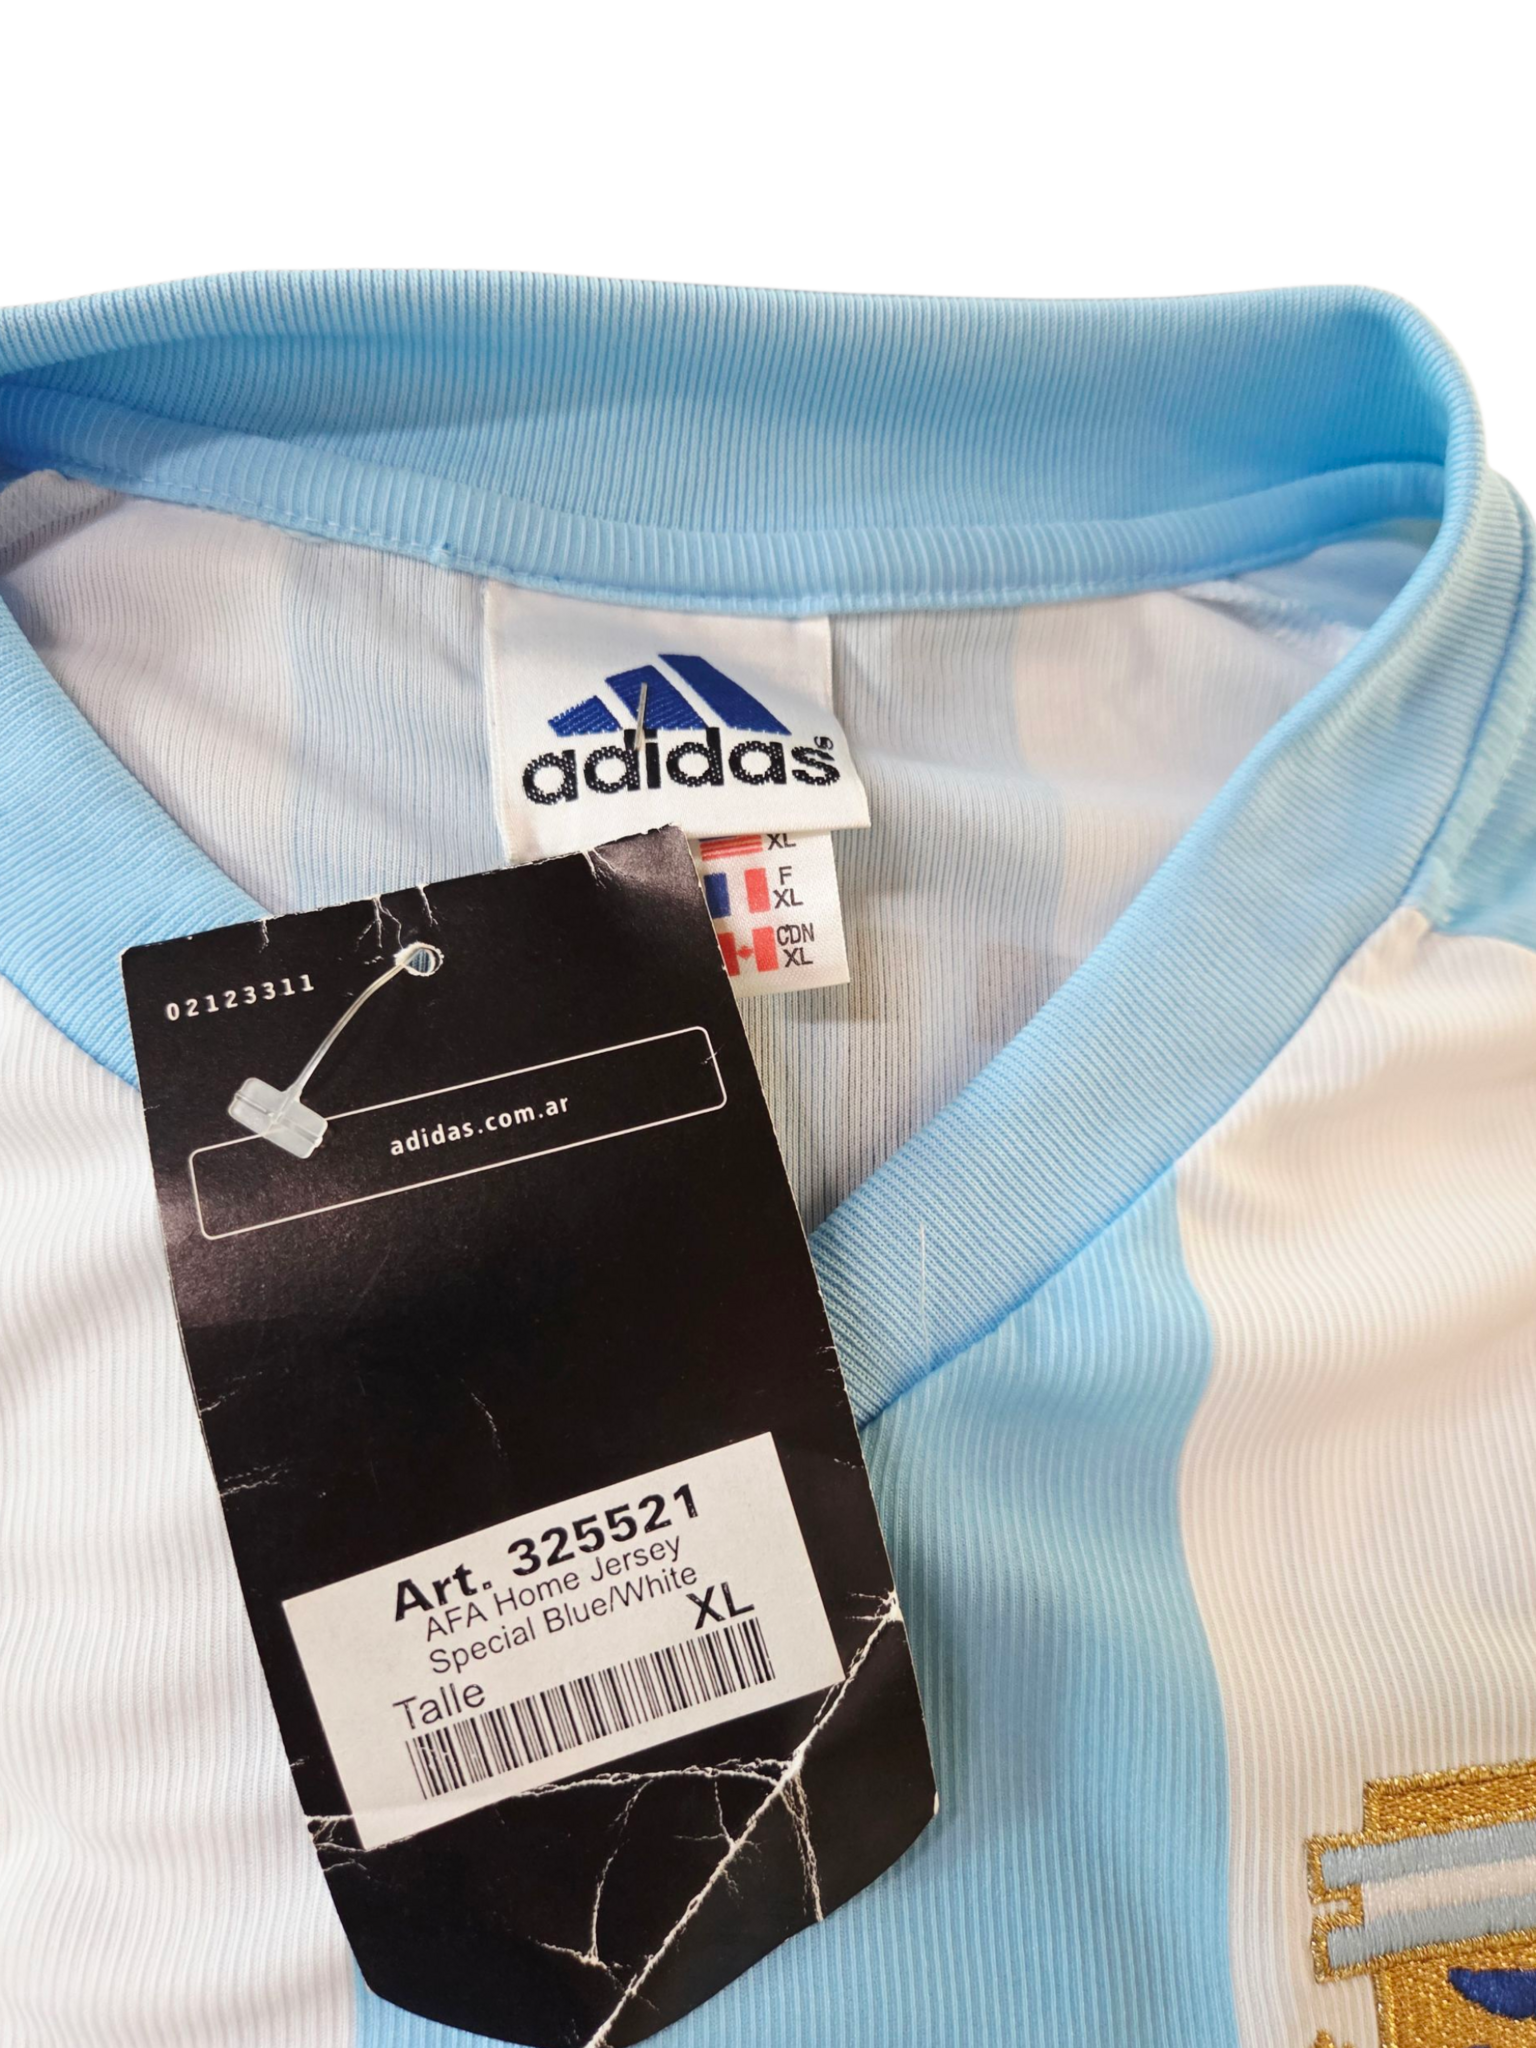 adidas
XL
F
XL
CDN
XL
02123311
adidas.com.ar
Art. 325521
AFA Home Jersey
Special Blue/White
Talle XL